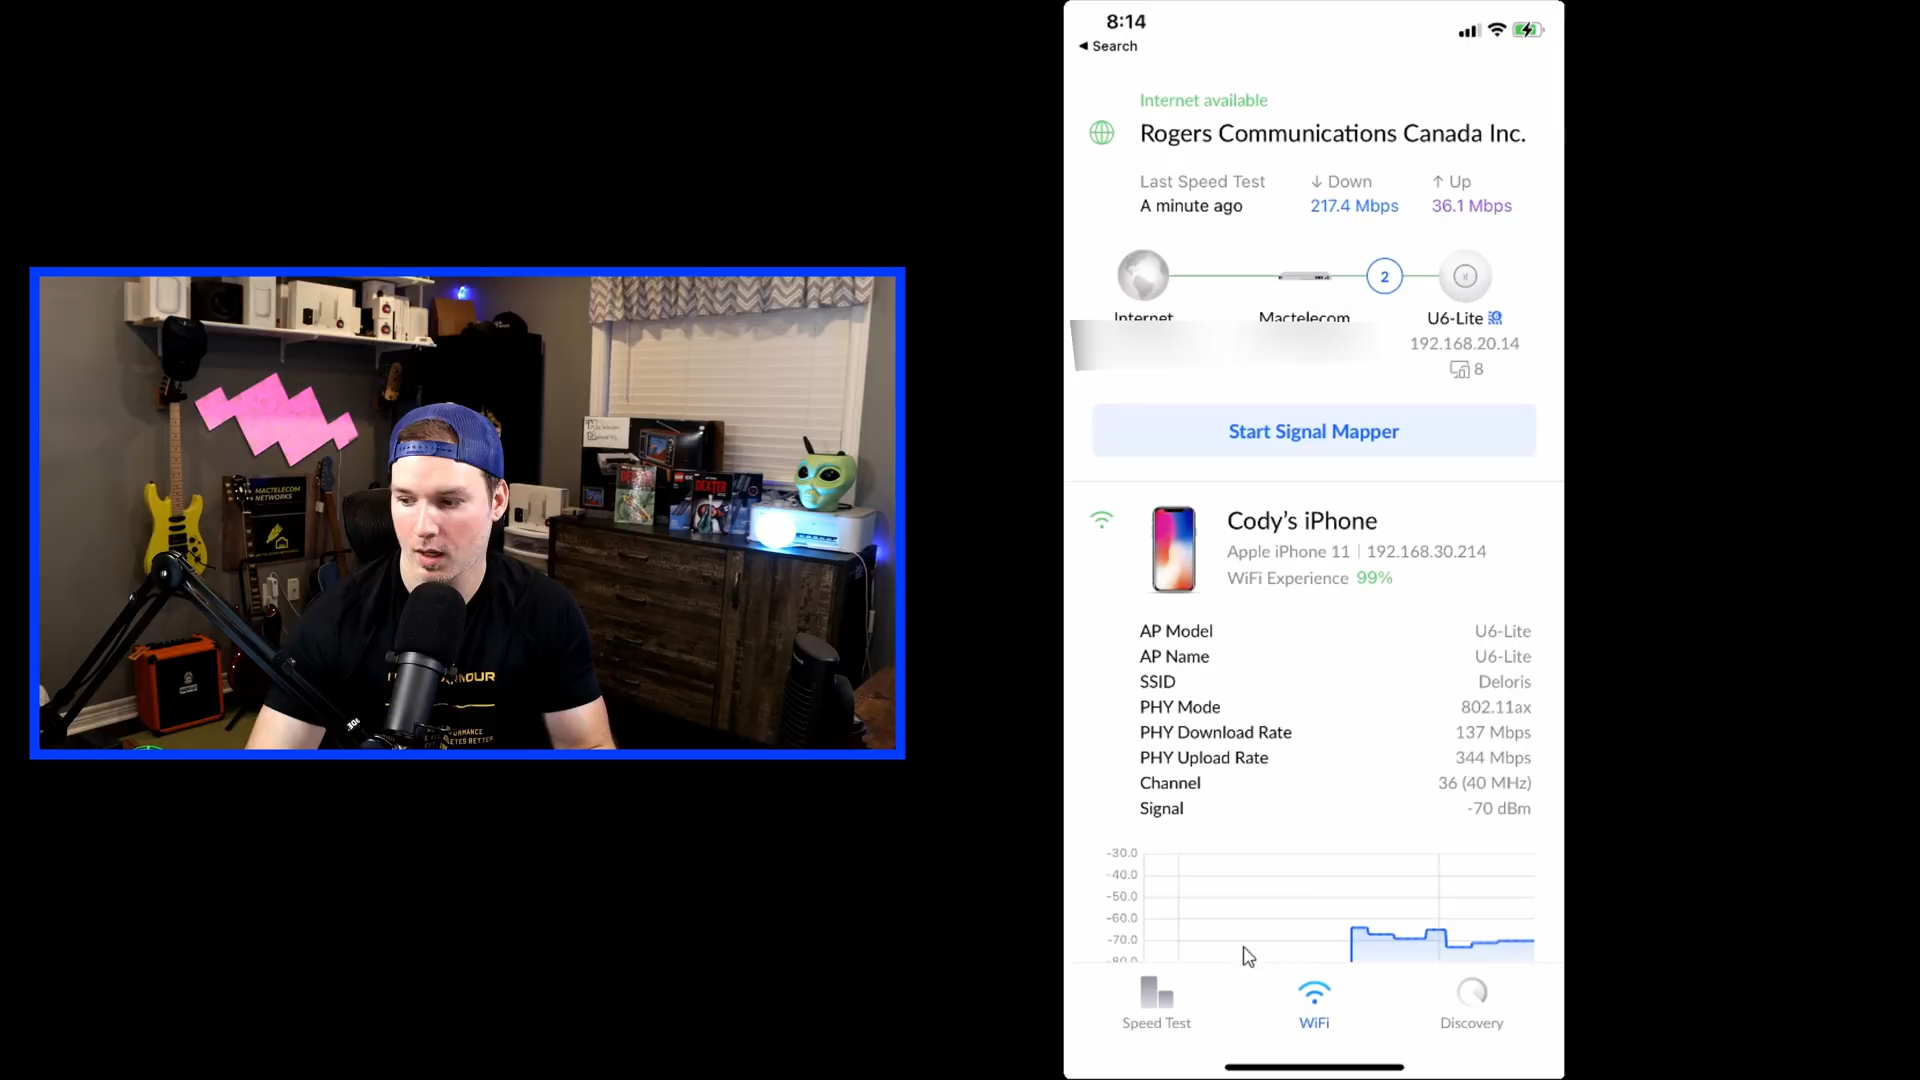 8:14
◀ Search
Internet available
Rogers Communications Canada Inc.
Last Speed Test ↓ Down ↑ Up
A minute ago 217.4 Mbps 36.1 Mbps
2
Internet Mactelecom U6-Lite
192.168.20.14
8
Start Signal Mapper
Cody's iPhone
Apple iPhone 11 | 192.168.30.214
WiFi Experience 99%
AP Model U6-Lite
AP Name U6-Lite
SSID Deloris
PHY Mode 802.11ax
PHY Download Rate 137 Mbps
PHY Upload Rate 344 Mbps
Channel 36 (40 MHz)
Signal -70 dBm
-30.0
-40.0
-50.0
-60.0
-70.0
-80.0
Speed Test WiFi Discovery
MACTELECOM
NETWORKS
DEXTER